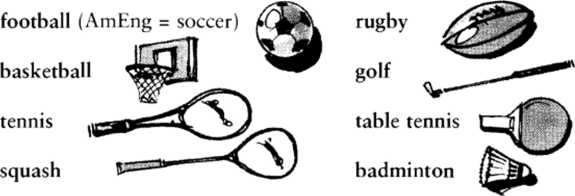 football (AmEng = soccer)
basketball
tennis
squash
rugby
golf
table tennis
badminton